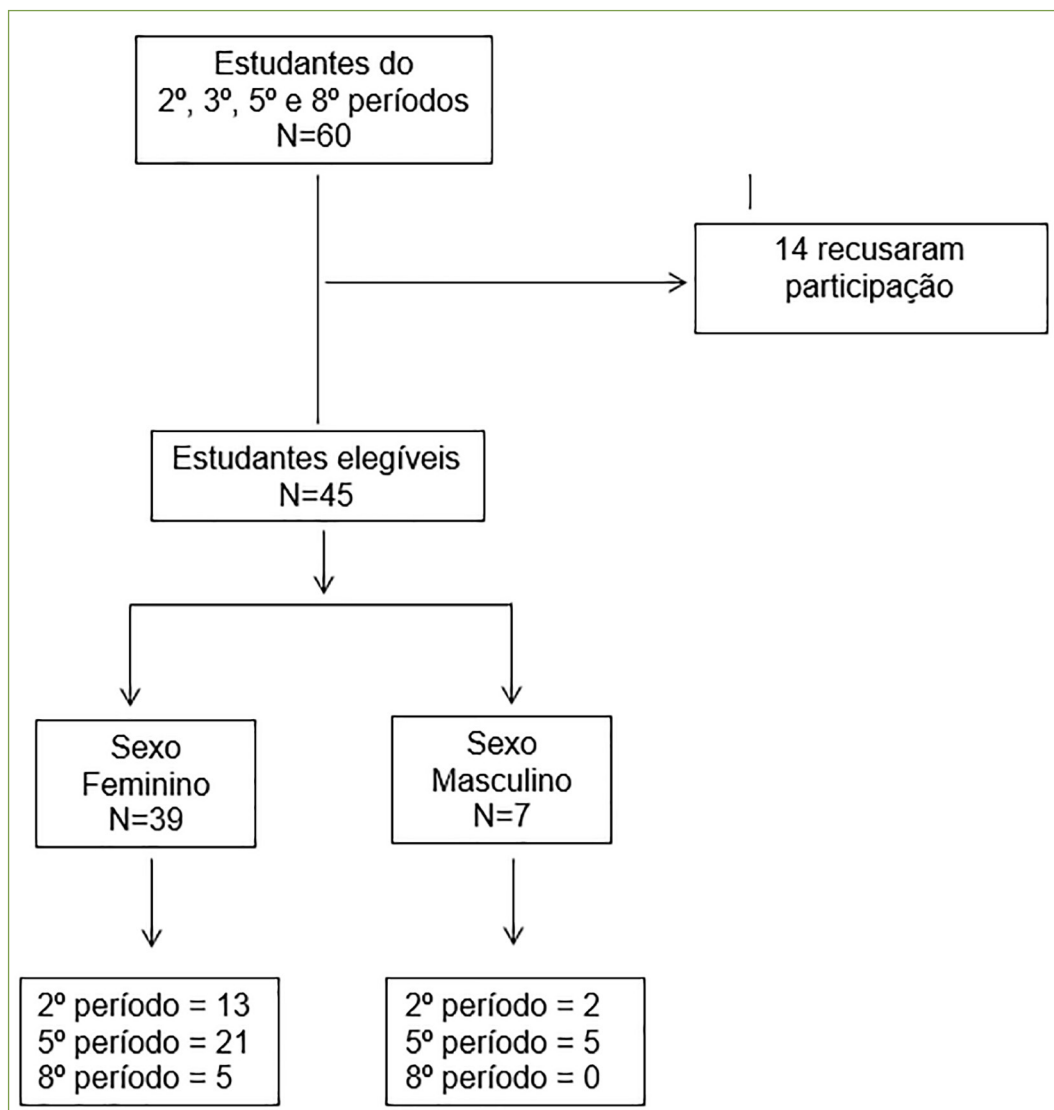 Estudantes do
2º, 3º, 5º e 8º períodos
N=60
14 recusaram
participação
Estudantes elegíveis
N=45
Sexo
Feminino
N=39
Sexo
Masculino
N=7
2º período = 13
5º período = 21
8º período = 5
2º período = 2
5º período = 5
8º período = 0